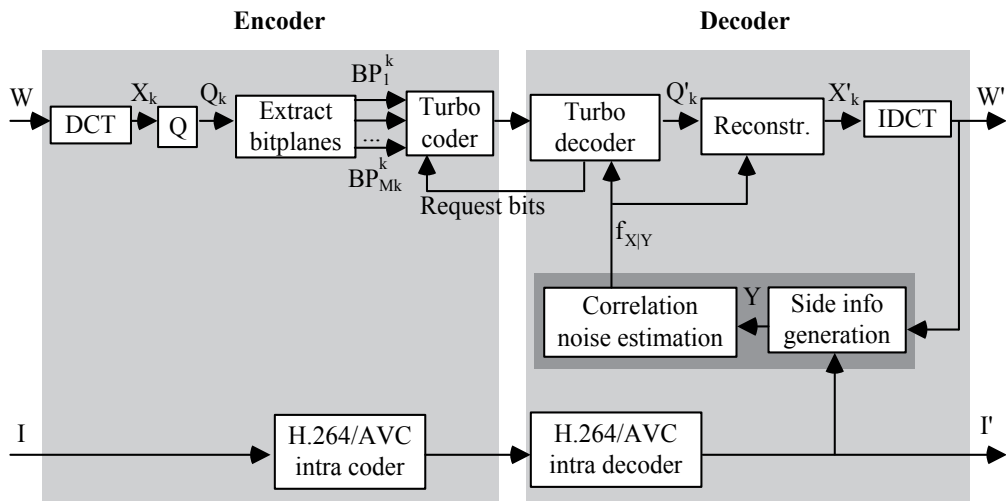 Encoder
Decoder
W
DCT
X_k
Q
Q_k
Extract
bitplanes
BP_1^k
...
BP_Mk^k
Turbo
coder
Request bits
Turbo
decoder
Q'_k
Reconstr.
X'_k
IDCT
W'
f_X|Y
Correlation
noise estimation
Y
Side info
generation
I
H.264/AVC
intra coder
H.264/AVC
intra decoder
I'